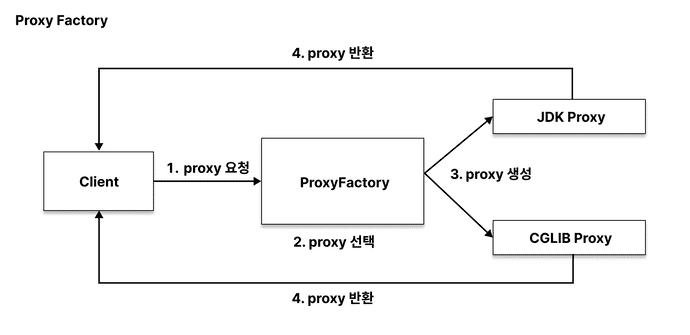 Proxy Factory
4. proxy 반환
JDK Proxy
1. proxy 요청
Client
ProxyFactory
3. proxy 생성
2. proxy 선택
CGLIB Proxy
4. proxy 반환